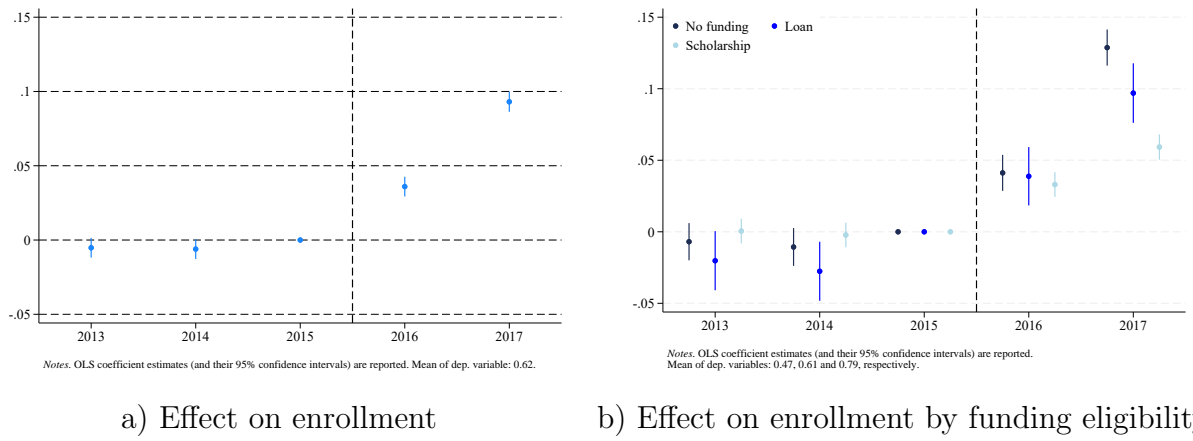 .15
.1
.05
0
-.05
2013 2014 2015 2016 2017
Notes. OLS coefficient estimates (and their 95% confidence intervals) are reported. Mean of dep. variable: 0.62.
a) Effect on enrollment
No funding Loan
Scholarship
.15
.1
.05
0
-.05
2013 2014 2015 2016 2017
Notes. OLS coefficient estimates (and their 95% confidence intervals) are reported.
Mean of dep. variables: 0.47, 0.61 and 0.79, respectively.
b) Effect on enrollment by funding eligibility